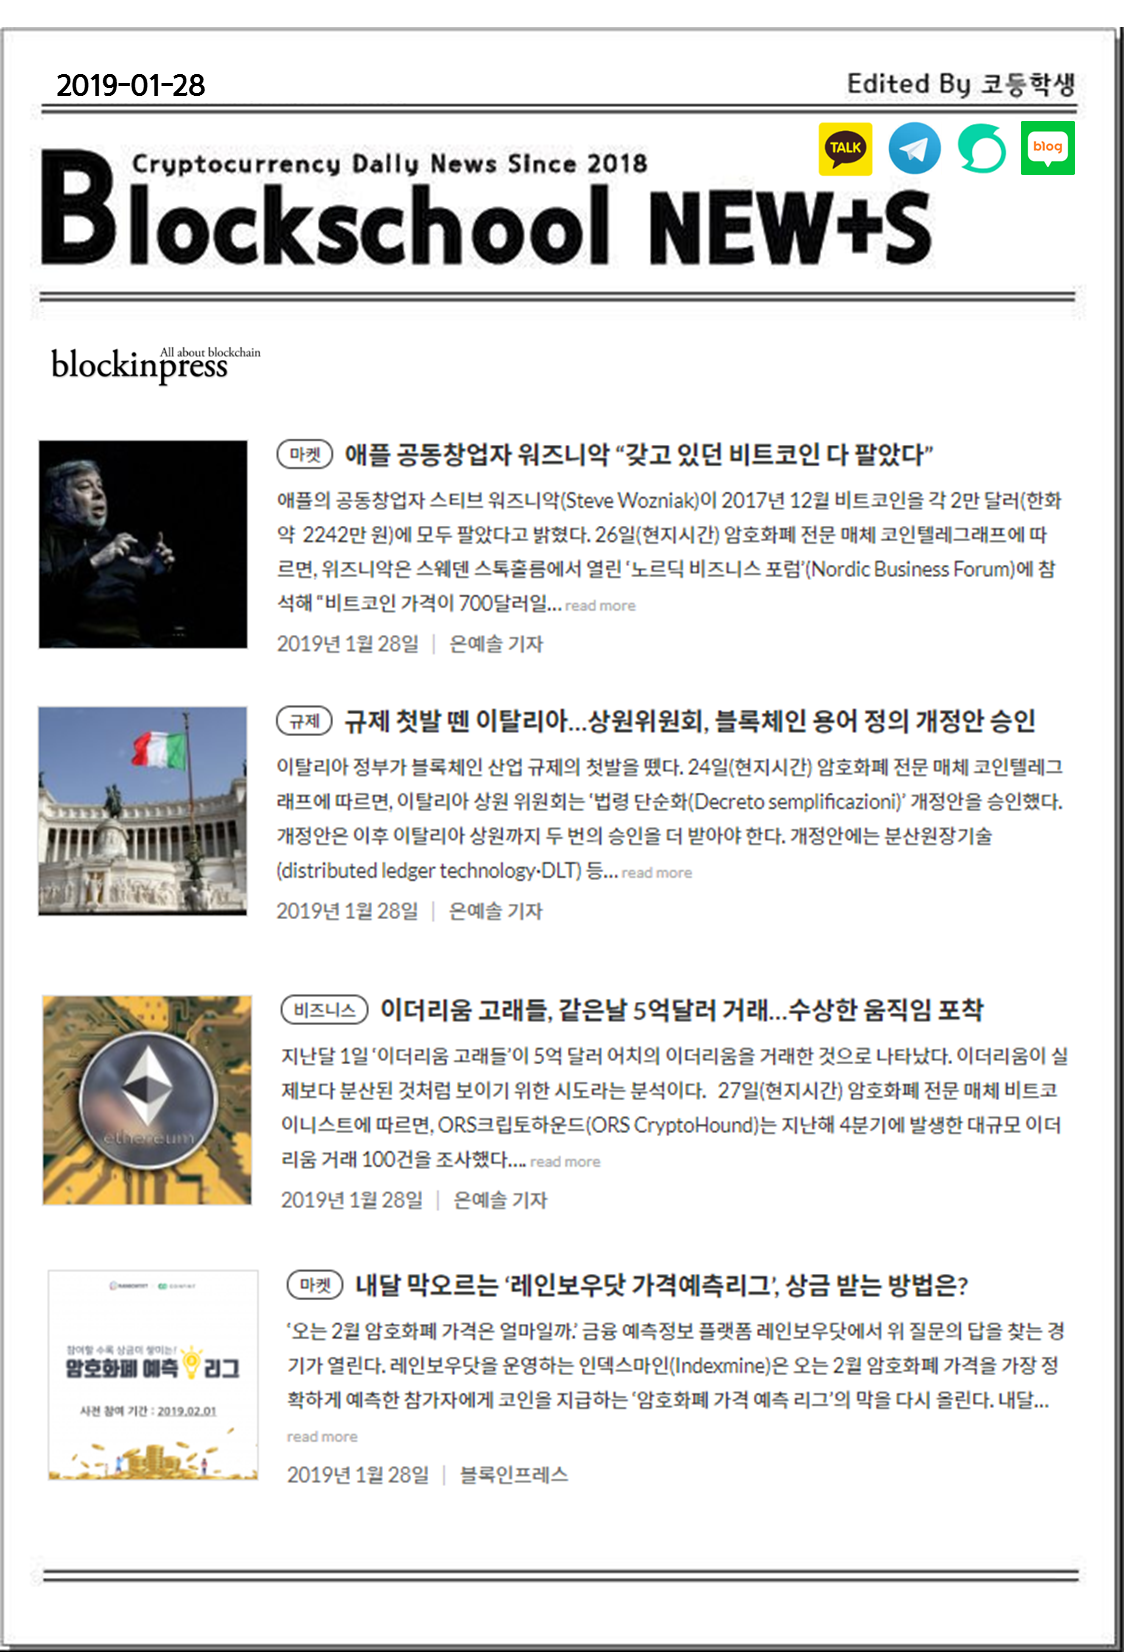 2019-01-28
Edited By 코등학생
TALK
blog
Cryptocurrency Daily News Since 2018
Blockschool NEW+S
All about blockchain
blockinpress
마켓 애플 공동창업자 워즈니악 “갖고 있던 비트코인 다 팔았다”
애플의 공동창업자 스티브 워즈니악(Steve Wozniak)이 2017년 12월 비트코인을 각 2만 달러(한화
약 2242만 원)에 모두 팔았다고 밝혔다. 26일(현지시간) 암호화폐 전문 매체 코인텔레그래프에 따
르면, 위즈니악은 스웨덴 스톡홀름에서 열린 ‘노르딕 비즈니스 포럼’(Nordic Business Forum)에 참
석해 “비트코인 가격이 700달러일... read more
2019년 1월 28일 | 은예솔 기자
규제 규제 첫발 뗀 이탈리아…상원위원회, 블록체인 용어 정의 개정안 승인
이탈리아 정부가 블록체인 산업 규제의 첫발을 뗐다. 24일(현지시간) 암호화폐 전문 매체 코인텔레그
래프에 따르면, 이탈리아 상원 위원회는 ‘법령 단순화(Decreto semplificazioni)’ 개정안을 승인했다.
개정안은 이후 이탈리아 상원까지 두 번의 승인을 더 받아야 한다. 개정안에는 분산원장기술
(distributed ledger technology·DLT) 등... read more
2019년 1월 28일 | 은예솔 기자
ethereum
비즈니스 이더리움 고래들, 같은날 5억달러 거래…수상한 움직임 포착
지난달 1일 ‘이더리움 고래들’이 5억 달러 어치의 이더리움을 거래한 것으로 나타났다. 이더리움이 실
제보다 분산된 것처럼 보이기 위한 시도라는 분석이다. 27일(현지시간) 암호화폐 전문 매체 비트코
이니스트에 따르면, ORS크립토하운드(ORS CryptoHound)는 지난해 4분기에 발생한 대규모 이더
리움 거래 100건을 조사했다.... read more
2019년 1월 28일 | 은예솔 기자
참여할 수록 상금이 쌓이는!
암호화폐 예측 리그
사전 참여 기간 : 2019.02.01
마켓 내달 막오르는 ‘레인보우닷 가격예측리그’, 상금 받는 방법은?
‘오는 2월 암호화폐 가격은 얼마일까.’ 금융 예측정보 플랫폼 레인보우닷에서 위 질문의 답을 찾는 경
기가 열린다. 레인보우닷을 운영하는 인덱스마인(Indexmine)은 오는 2월 암호화폐 가격을 가장 정
확하게 예측한 참가자에게 코인을 지급하는 ‘암호화폐 가격 예측 리그’의 막을 다시 올린다. 내달...
read more
2019년 1월 28일 | 블록인프레스